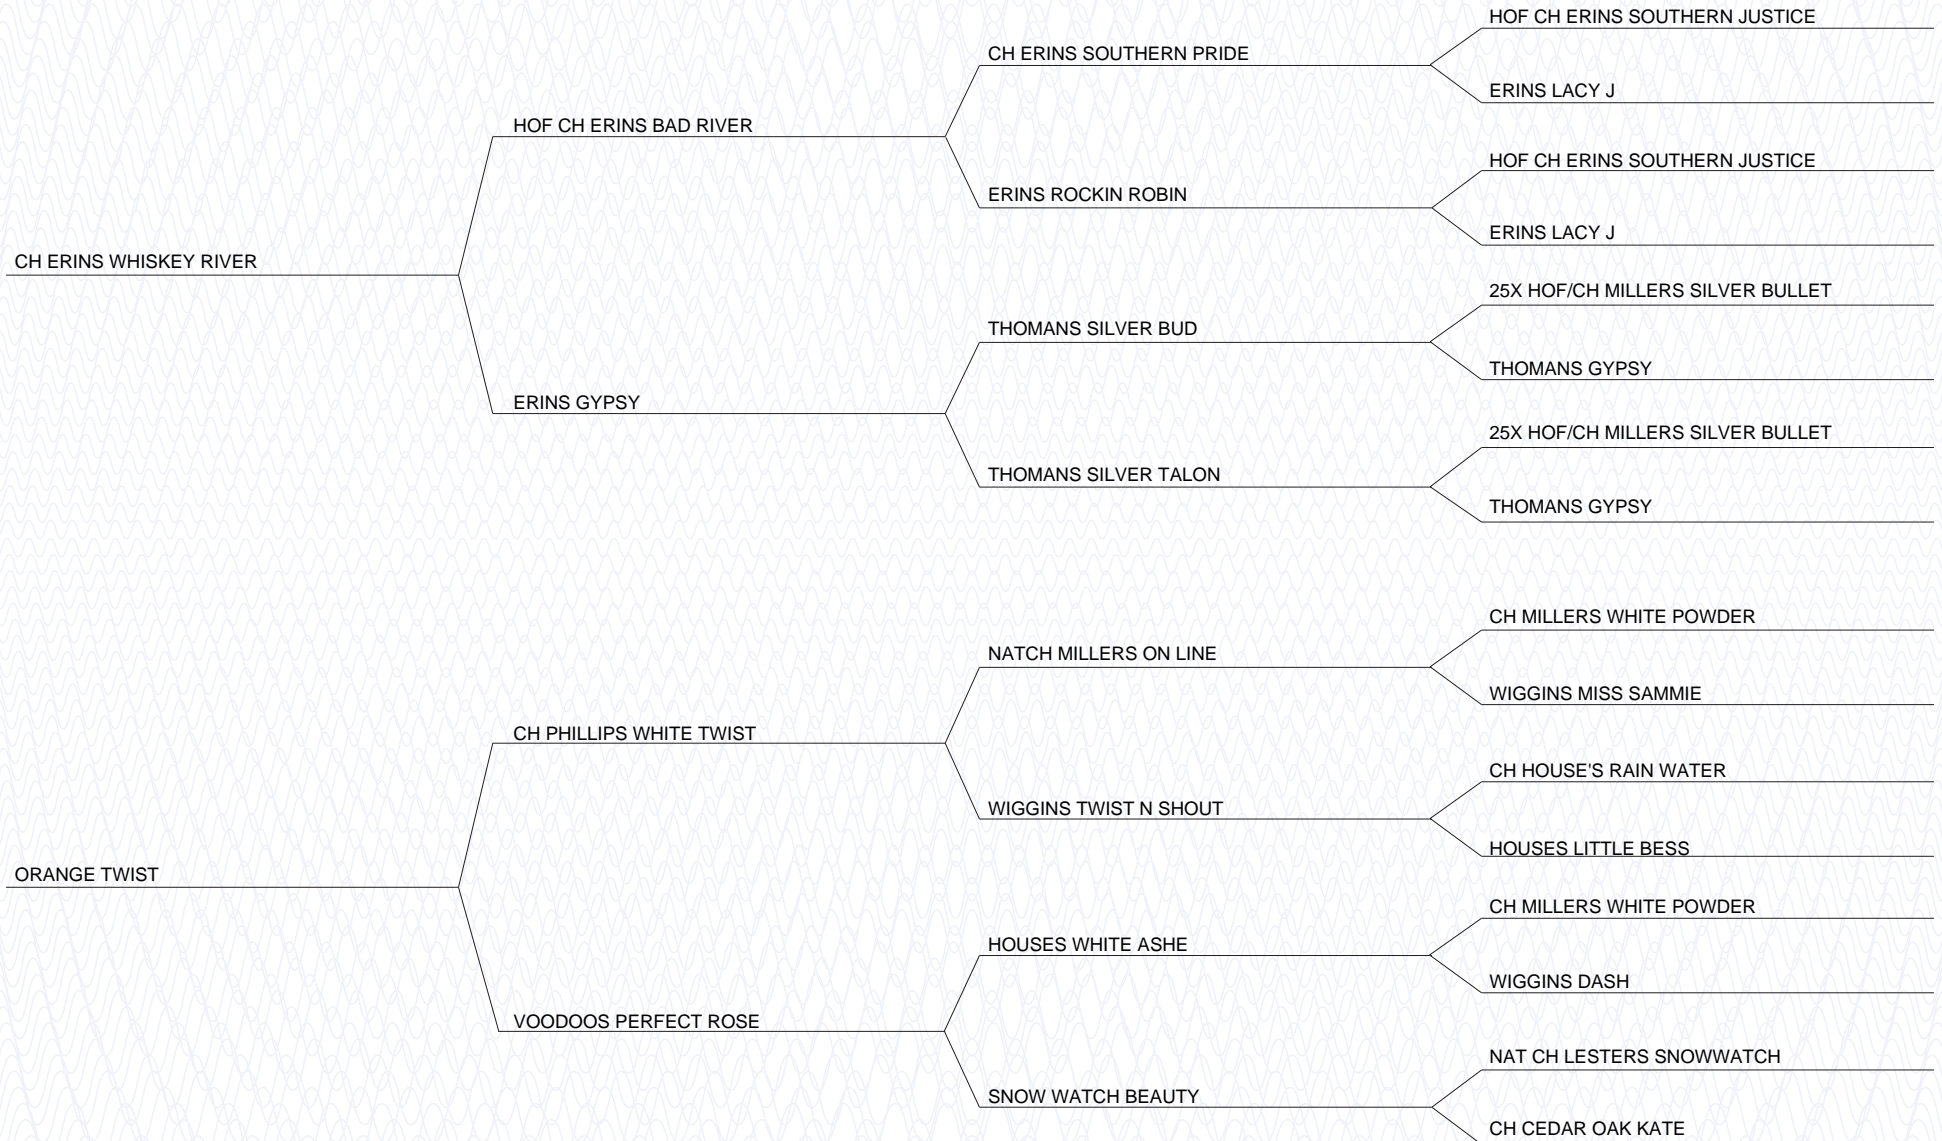 HOF CH ERINS SOUTHERN JUSTICE
CH ERINS SOUTHERN PRIDE
ERINS LACY J
HOF CH ERINS BAD RIVER
HOF CH ERINS SOUTHERN JUSTICE
ERINS ROCKIN ROBIN
ERINS LACY J
CH ERINS WHISKEY RIVER
25X HOF/CH MILLERS SILVER BULLET
THOMANS SILVER BUD
THOMANS GYPSY
ERINS GYPSY
25X HOF/CH MILLERS SILVER BULLET
THOMANS SILVER TALON
THOMANS GYPSY
CH MILLERS WHITE POWDER
NATCH MILLERS ON LINE
WIGGINS MISS SAMMIE
CH PHILLIPS WHITE TWIST
CH HOUSE'S RAIN WATER
WIGGINS TWIST N SHOUT
HOUSES LITTLE BESS
ORANGE TWIST
CH MILLERS WHITE POWDER
HOUSES WHITE ASHE
WIGGINS DASH
VOODOOS PERFECT ROSE
NAT CH LESTERS SNOWWATCH
SNOW WATCH BEAUTY
CH CEDAR OAK KATE